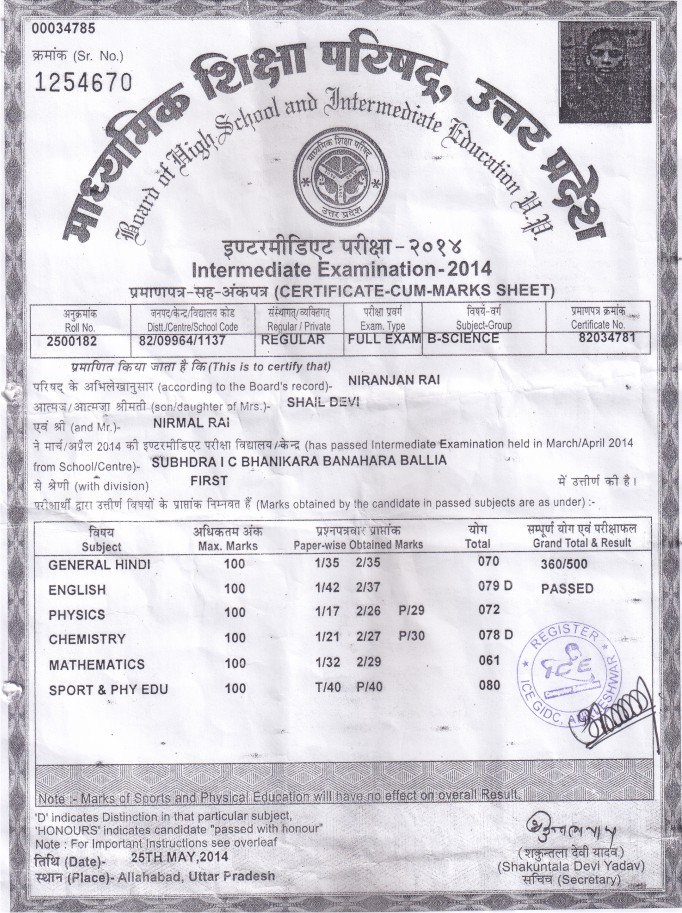 00034785
क्रमांक (Sr. No.)
1254670
माध्यमिक शिक्षा परिषद्, उत्तर प्रदेश
Board of High School and Intermediate Education U.P.
माध्यमिक शिक्षा परिषद्
उत्तर प्रदेश
इण्टरमीडिएट परीक्षा-२०१४
Intermediate Examination-2014
प्रमाणपत्र-सह-अंकपत्र (CERTIFICATE-CUM-MARKS SHEET)
अनुक्रमांक जनपद/केन्द्र/विद्यालय कोड संस्थागत/व्यक्तिगत परीक्षा प्रवर्ग विषय-वर्ग प्रमाणपत्र क्रमांक
Roll No. Distt./Centre/School Code Regular / Private Exam. Type Subject-Group Certificate No.
2500182 82/09964/1137 REGULAR FULL EXAM B-SCIENCE 82034781
प्रमाणित किया जाता है कि (This is to certify that)
परिषद् के अभिलेखानुसार (according to the Board's record)- NIRANJAN RAI
आत्मज/आत्मजा श्रीमती (son/daughter of Mrs.)- SHAIL DEVI
एवं श्री (and Mr.)- NIRMAL RAI
ने मार्च/अप्रैल 2014 की इण्टरमीडिएट परीक्षा विद्यालय/केन्द्र (has passed Intermediate Examination held in March/April 2014
from School/Centre)- SUBHDRA I C BHANIKARA BANAHARA BALLIA
से श्रेणी (with division) FIRST में उत्तीर्ण की है।
परीक्षार्थी द्वारा उत्तीर्ण विषयों के प्राप्तांक निम्नवत हैं (Marks obtained by the candidate in passed subjects are as under) :-
विषय अधिकतम अंक प्रश्नपत्रवार प्राप्तांक योग सम्पूर्ण योग एवं परीक्षाफल
Subject Max. Marks Paper-wise Obtained Marks Total Grand Total & Result
GENERAL HINDI 100 1/35 2/35 070 360/500
ENGLISH 100 1/42 2/37 079 D PASSED
PHYSICS 100 1/17 2/26 P/29 072
CHEMISTRY 100 1/21 2/27 P/30 078 D
MATHEMATICS 100 1/32 2/29 061
SPORT & PHY EDU 100 T/40 P/40 080
REGISTER
ICE
ICE GIDC,
Note :- Marks of Sports and Physical Education will have no effect on overall Result.
'D' indicates Distinction in that particular subject,
'HONOURS' indicates candidate "passed with honour"
Note : For Important Instructions see overleaf
तिथि (Date)- 25TH MAY,2014
स्थान (Place)- Allahabad, Uttar Pradesh
(शकुन्तला देवी यादव)
(Shakuntala Devi Yadav)
सचिव (Secretary)